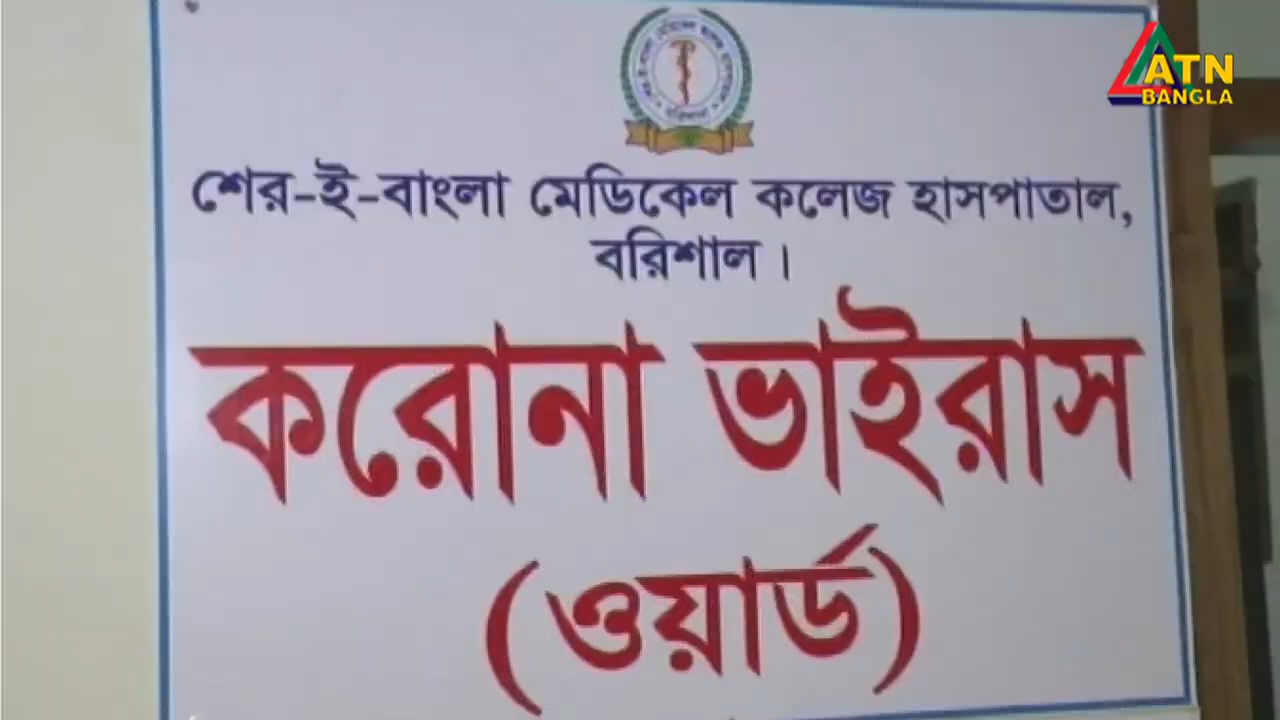 ATN
BANGLA
শের-ই-বাংলা মেডিকেল কলেজ হাসপাতাল,
বরিশাল।
করোনা ভাইরাস
(ওয়ার্ড)